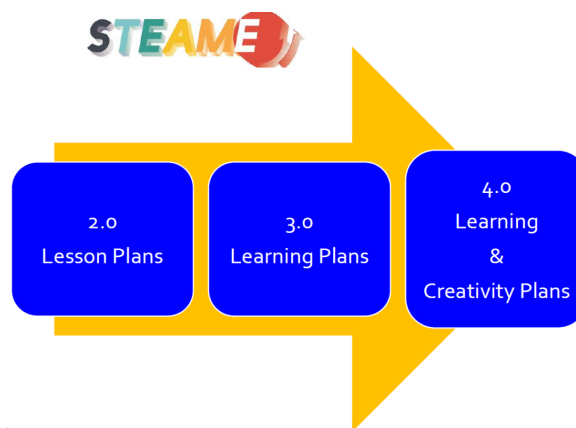 STEAME
2.0
Lesson Plans
3.0
Learning Plans
4.0
Learning
&
Creativity Plans